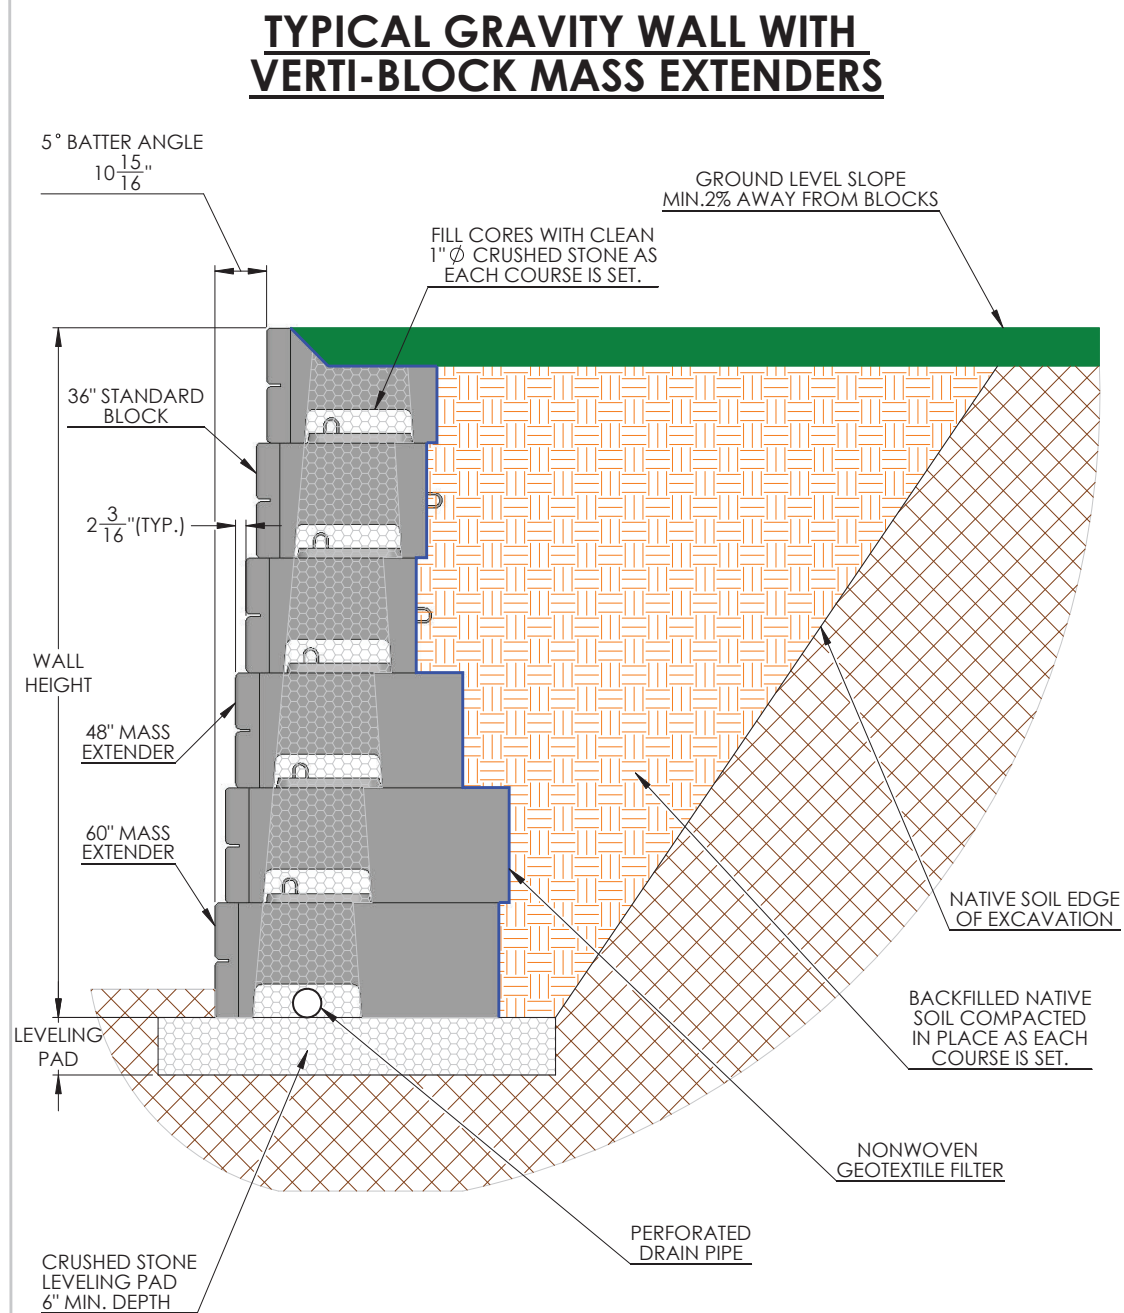 TYPICAL GRAVITY WALL WITH
VERTI-BLOCK MASS EXTENDERS
5° BATTER ANGLE
10 15/16"
GROUND LEVEL SLOPE
MIN.2% AWAY FROM BLOCKS
FILL CORES WITH CLEAN
1" Ø CRUSHED STONE AS
EACH COURSE IS SET.
36" STANDARD
BLOCK
2 3/16" (TYP.)
WALL
HEIGHT
48" MASS
EXTENDER
60" MASS
EXTENDER
NATIVE SOIL EDGE
OF EXCAVATION
BACKFILLED NATIVE
SOIL COMPACTED
IN PLACE AS EACH
COURSE IS SET.
LEVELING
PAD
NONWOVEN
GEOTEXTILE FILTER
PERFORATED
DRAIN PIPE
CRUSHED STONE
LEVELING PAD
6" MIN. DEPTH